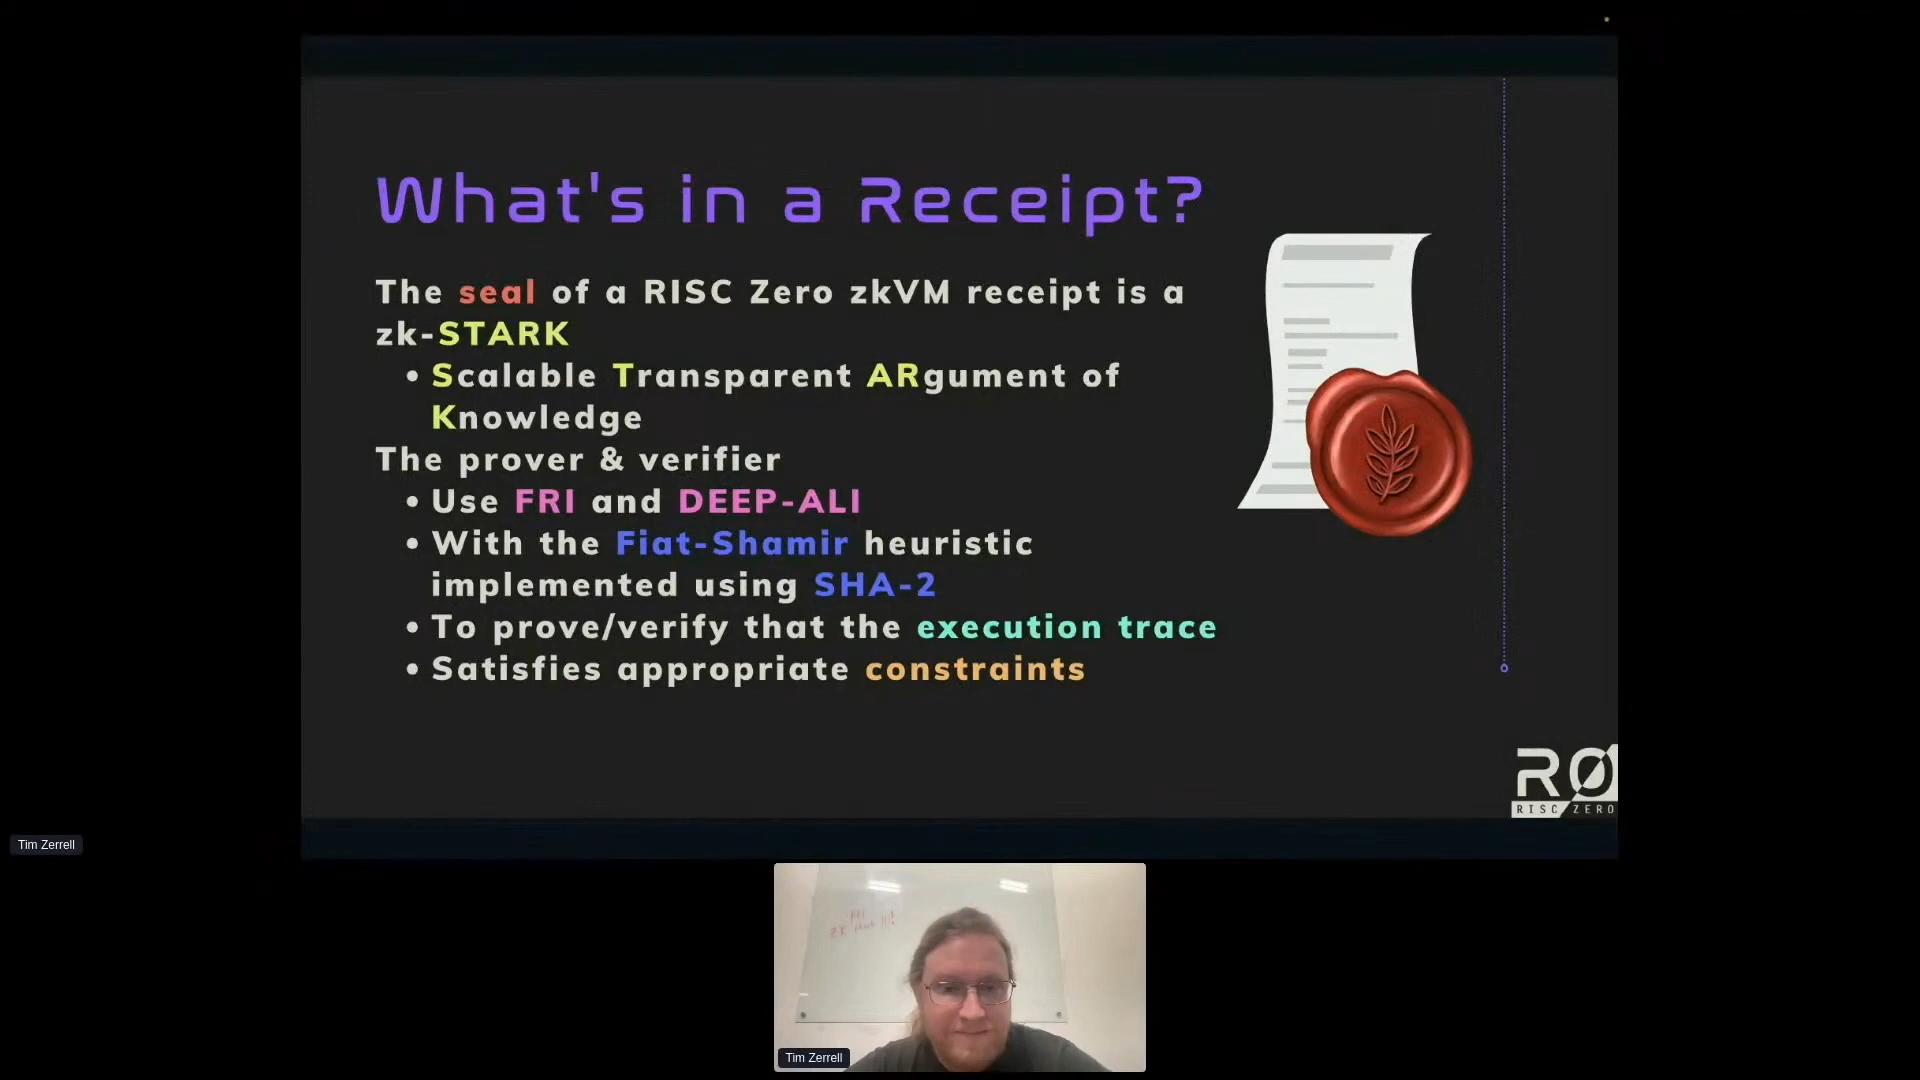 What's in a Receipt?
The seal of a RISC Zero zkVM receipt is a
zk-STARK
• Scalable Transparent ARgument of
Knowledge
The prover & verifier
• Use FRI and DEEP-ALI
• With the Fiat-Shamir heuristic
implemented using SHA-2
• To prove/verify that the execution trace
• Satisfies appropriate constraints
RØ
RISC ZERO
Tim Zerrell
ZK
Tim Zerrell